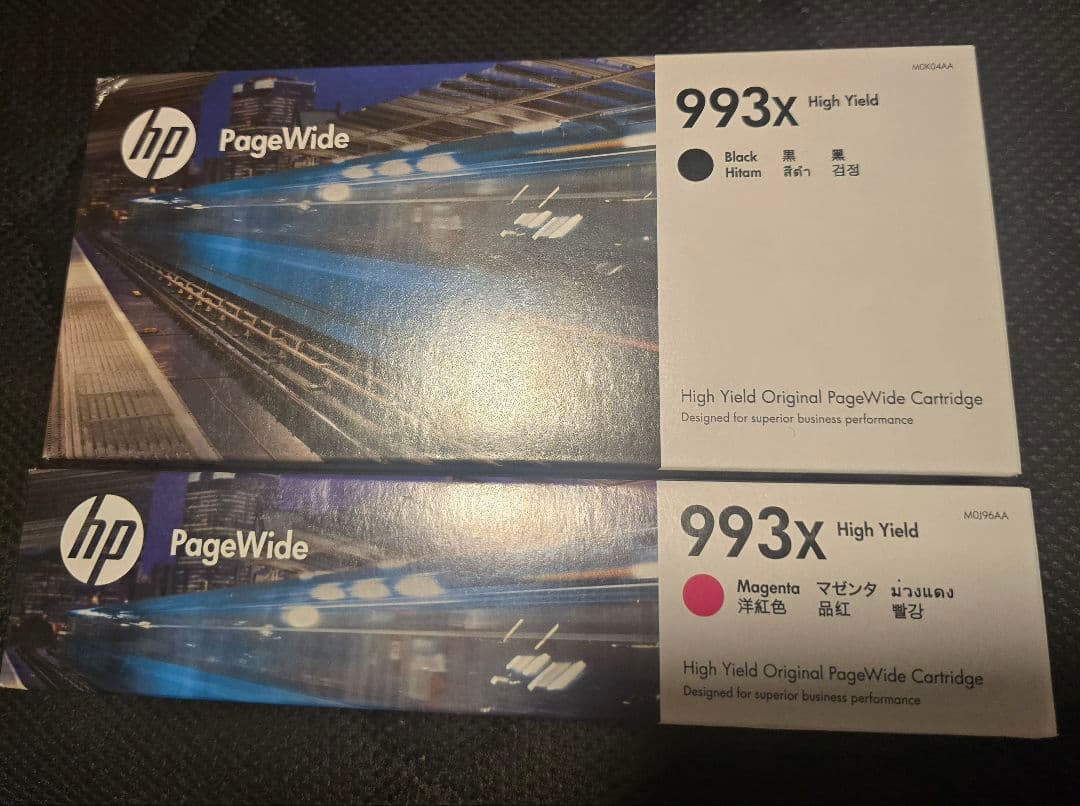 M0K04AA
hp
PageWide
993X High Yield
Black 黒 黑
Hitam สีดำ 검정
High Yield Original PageWide Cartridge
Designed for superior business performance
hp
PageWide
993X High Yield
M0J96AA
Magenta マゼンタ ม่วงแดง
洋紅色 品红 빨강
High Yield Original PageWide Cartridge
Designed for superior business performance